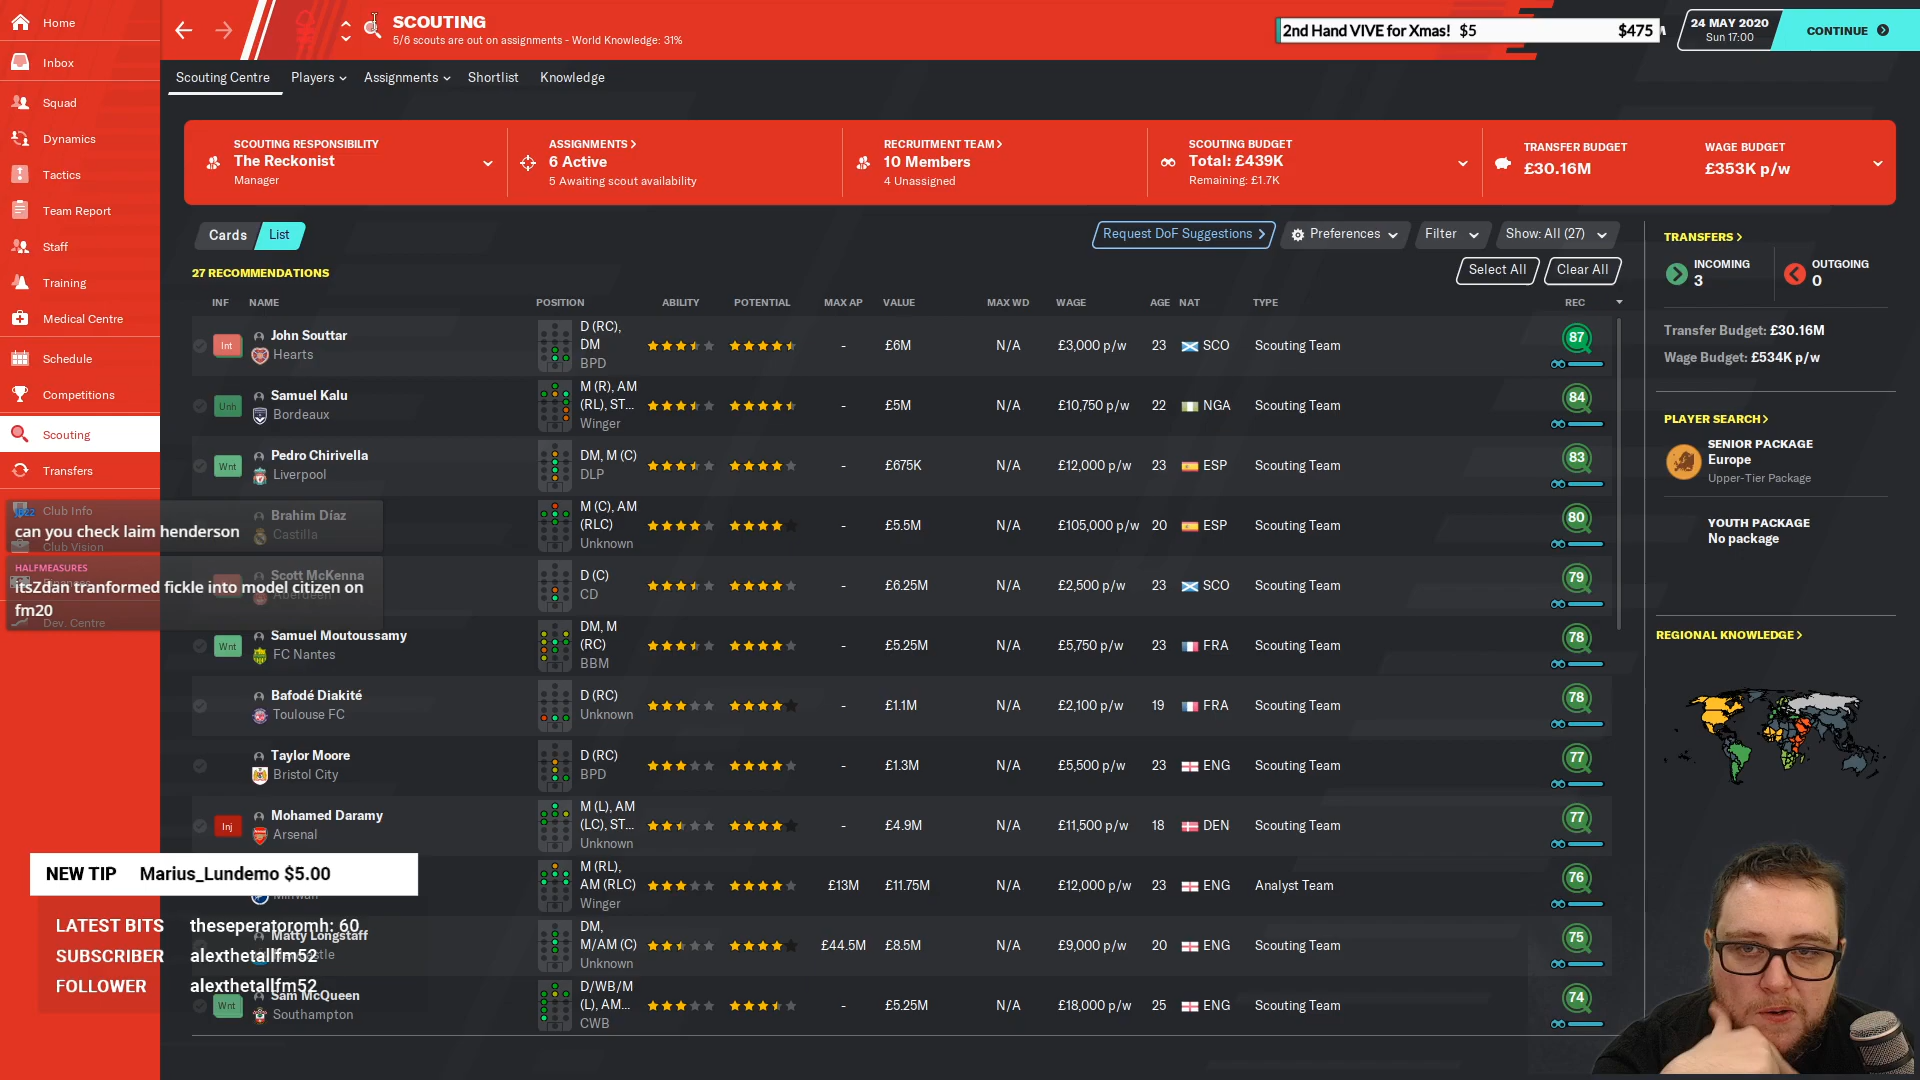 Home
Inbox
Squad
Dynamics
Tactics
Team Report
Staff
Training
Medical Centre
Schedule
Competitions
Scouting
Transfers
Club Info
Club Vision
Dev. Centre
SCOUTING
5/6 scouts are out on assignments - World Knowledge: 31%
2nd Hand VIVE for Xmas! $5 $475
24 MAY 2020
Sun 17:00
CONTINUE
Scouting Centre Players Assignments Shortlist Knowledge
SCOUTING RESPONSIBILITY
The Reckonist
Manager
ASSIGNMENTS >
6 Active
5 Awaiting scout availability
RECRUITMENT TEAM >
10 Members
4 Unassigned
SCOUTING BUDGET
Total: £439K
Remaining: £1.7K
TRANSFER BUDGET
£30.16M
WAGE BUDGET
£353K p/w
Cards List
Request DoF Suggestions > Preferences Filter Show: All (27)
27 RECOMMENDATIONS
Select All Clear All
INF NAME POSITION ABILITY POTENTIAL MAX AP VALUE MAX WD WAGE AGE NAT TYPE REC
Int John Souttar Hearts D (RC), DM BPD - £6M N/A £3,000 p/w 23 SCO Scouting Team 87
Unh Samuel Kalu Bordeaux M (R), AM (RL), ST... Winger - £5M N/A £10,750 p/w 22 NGA Scouting Team 84
Wnt Pedro Chirivella Liverpool DM, M (C) DLP - £675K N/A £12,000 p/w 23 ESP Scouting Team 83
Brahim Díaz Castilla M (C), AM (RLC) Unknown - £5.5M N/A £105,000 p/w 20 ESP Scouting Team 80
Scott McKenna Aberdeen D (C) CD - £6.25M N/A £2,500 p/w 23 SCO Scouting Team 79
Wnt Samuel Moutoussamy FC Nantes DM, M (RC) BBM - £5.25M N/A £5,750 p/w 23 FRA Scouting Team 78
Bafodé Diakité Toulouse FC D (RC) Unknown - £1.1M N/A £2,100 p/w 19 FRA Scouting Team 78
Taylor Moore Bristol City D (RC) BPD - £1.3M N/A £5,500 p/w 23 ENG Scouting Team 77
Inj Mohamed Daramy Arsenal M (L), AM (LC), ST... Unknown - £4.9M N/A £11,500 p/w 18 DEN Scouting Team 77
Millwall M (RL), AM (RLC) Winger £13M £11.75M N/A £12,000 p/w 23 ENG Analyst Team 76
Matty Longstaff DM, M/AM (C) Unknown £44.5M £8.5M N/A £9,000 p/w 20 ENG Scouting Team 75
Wnt Sam McQueen Southampton D/WB/M (L), AM... CWB - £5.25M N/A £18,000 p/w 25 ENG Scouting Team 74
can you check laim henderson
HALFMEASURES
itsZdan tranformed fickle into model citizen on
fm20
NEW TIP Marius_Lundemo $5.00
LATEST BITS theseperatoromh: 60
SUBSCRIBER alexthetallfm52
FOLLOWER alexthetallfm52
TRANSFERS >
INCOMING
3
OUTGOING
0
Transfer Budget: £30.16M
Wage Budget: £534K p/w
PLAYER SEARCH >
SENIOR PACKAGE
Europe
Upper-Tier Package
YOUTH PACKAGE
No package
REGIONAL KNOWLEDGE >